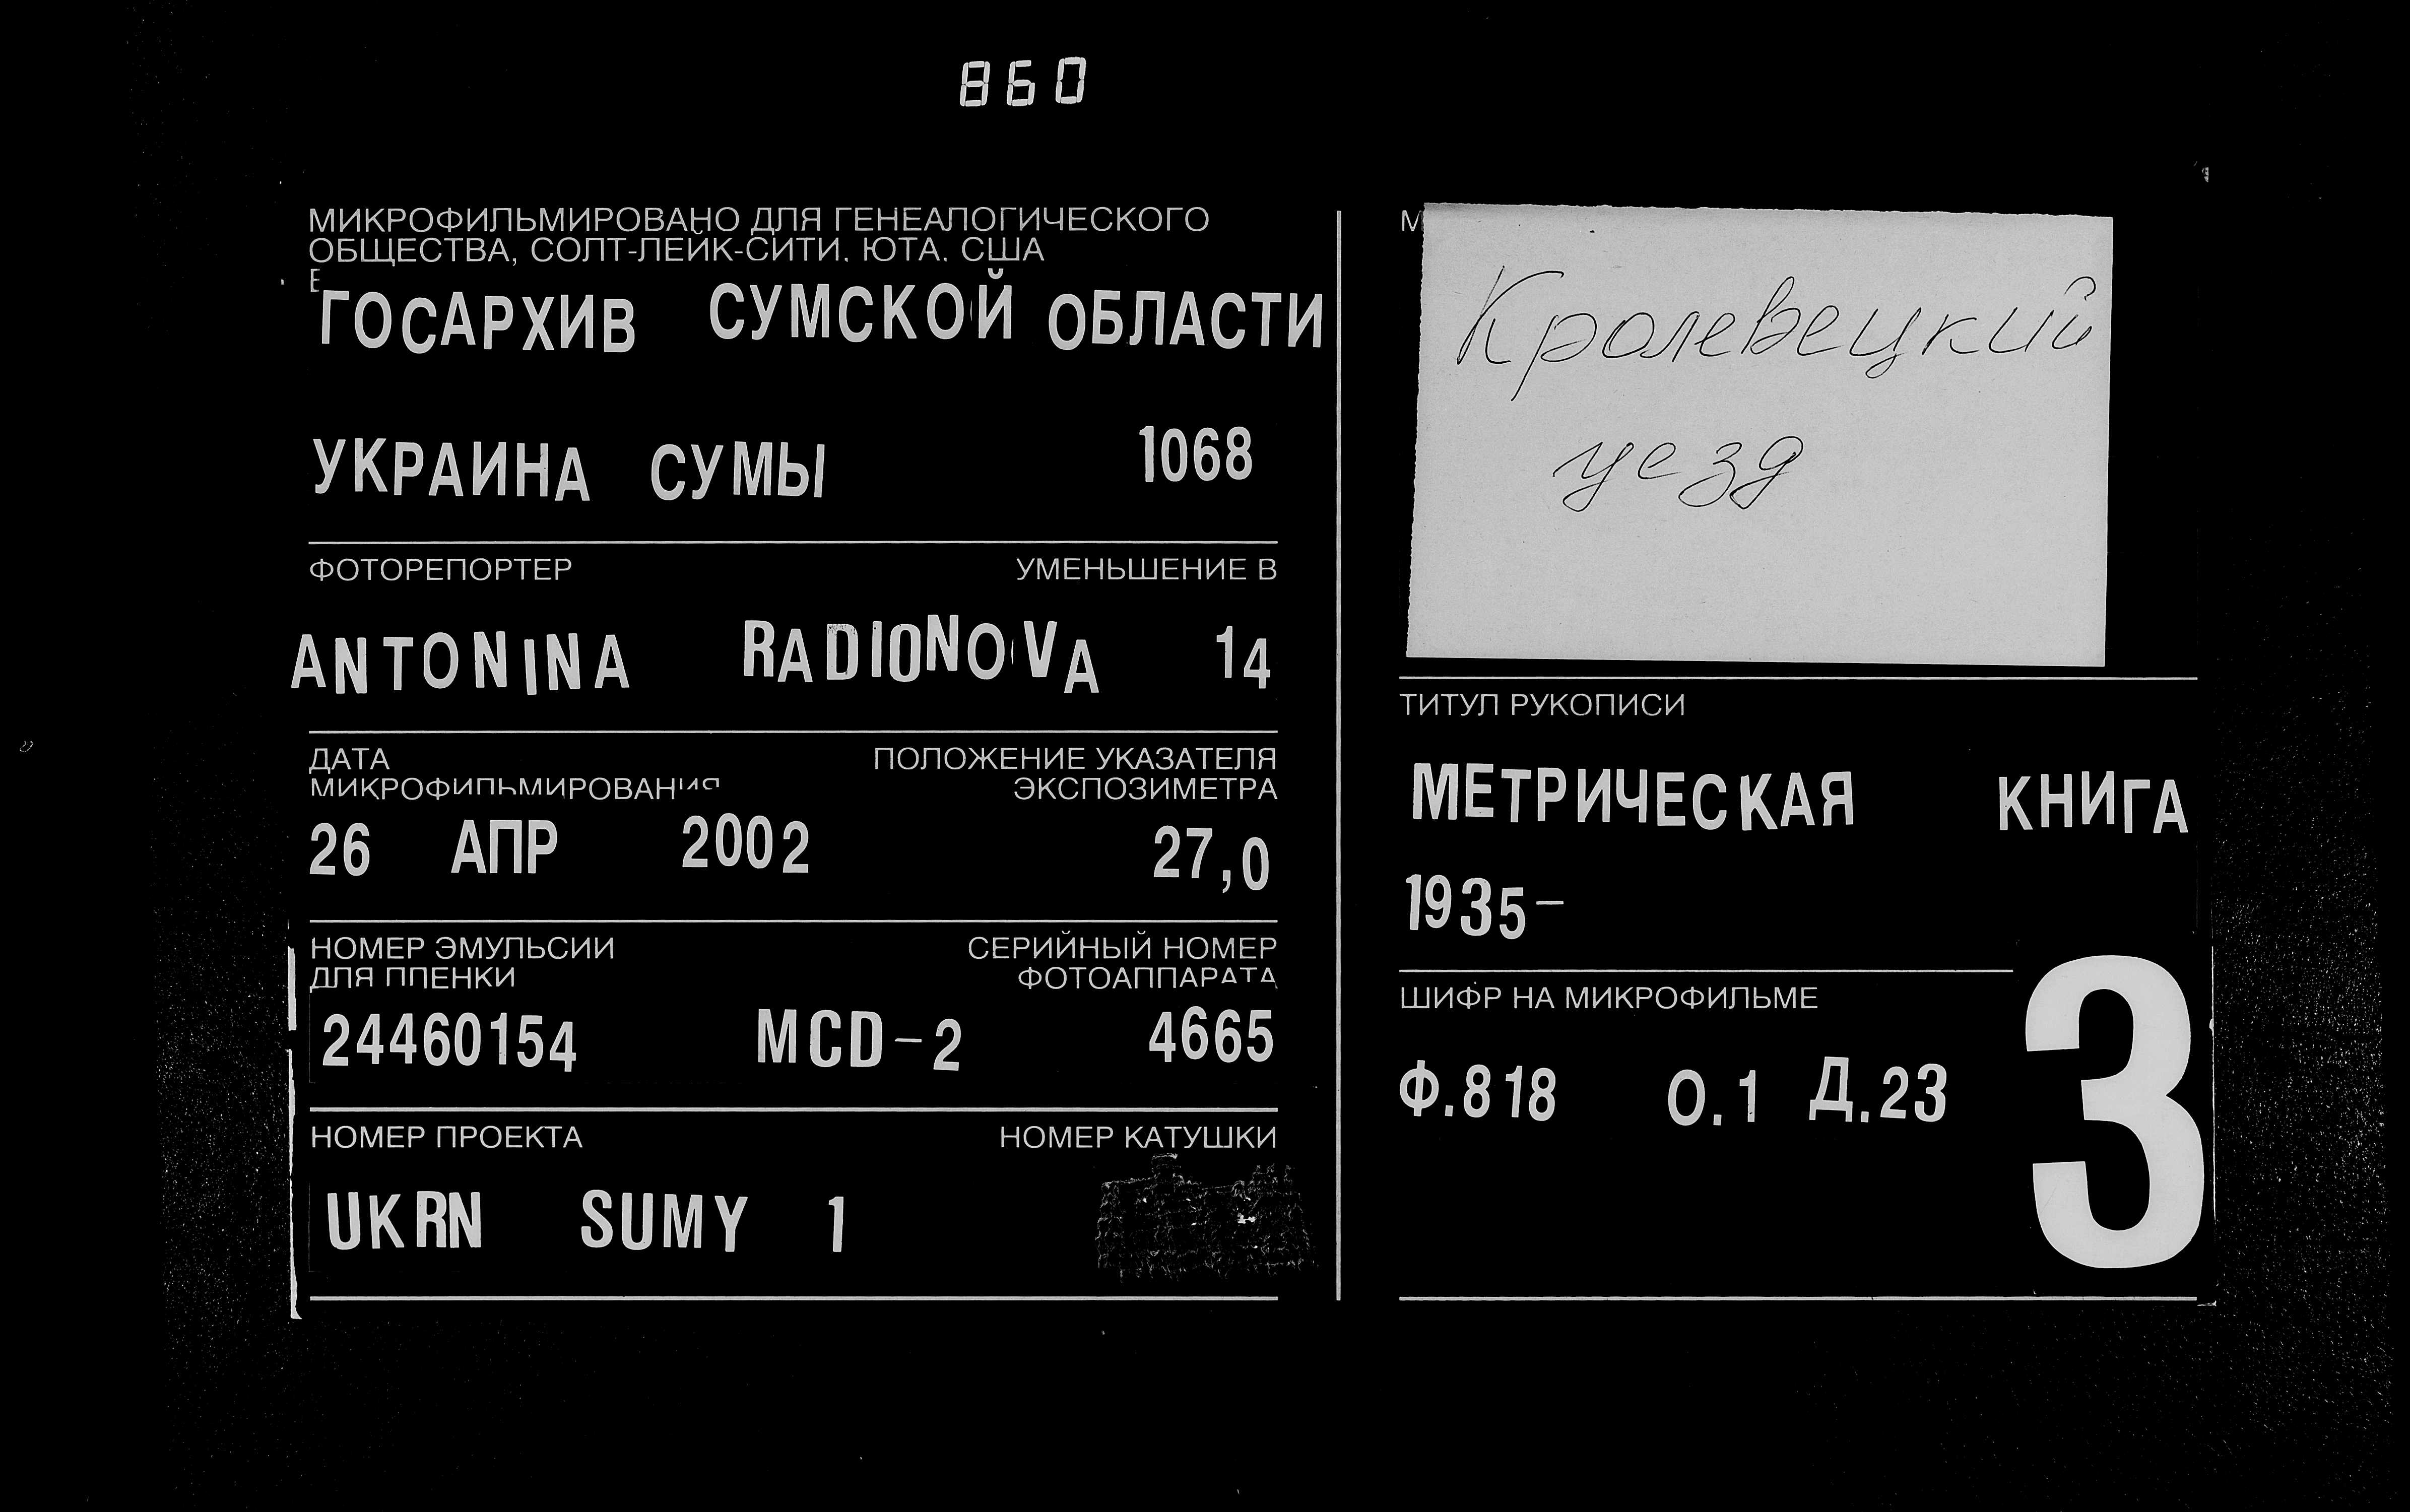 860
МИКРОФИЛЬМИРОВАНО ДЛЯ ГЕНЕАЛОГИЧЕСКОГО
ОБЩЕСТВА, СОЛТ-ЛЕЙК-СИТИ, ЮТА, США
ГОСАРХИВ СУМСКОЙ ОБЛАСТИ
УКРАИНА СУМЫ 1068
ФОТОРЕПОРТЕР УМЕНЬШЕНИЕ В
ANTONINA RADIONOVA 14
ДАТА ПОЛОЖЕНИЕ УКАЗАТЕЛЯ
МИКРОФИЛЬМИРОВАНИЯ ЭКСПОЗИМЕТРА
26 АПР 2002 27,0
НОМЕР ЭМУЛЬСИИ СЕРИЙНЫЙ НОМЕР
ДЛЯ ПЛЕНКИ ФОТОАППАРАТА
24460154 MCD-2 4665
НОМЕР ПРОЕКТА НОМЕР КАТУШКИ
UKRN SUMY 1
Кролевецкий
уезд
ТИТУЛ РУКОПИСИ
МЕТРИЧЕСКАЯ КНИГА
1935-
ШИФР НА МИКРОФИЛЬМЕ
Ф.818 О.1 Д.23
3